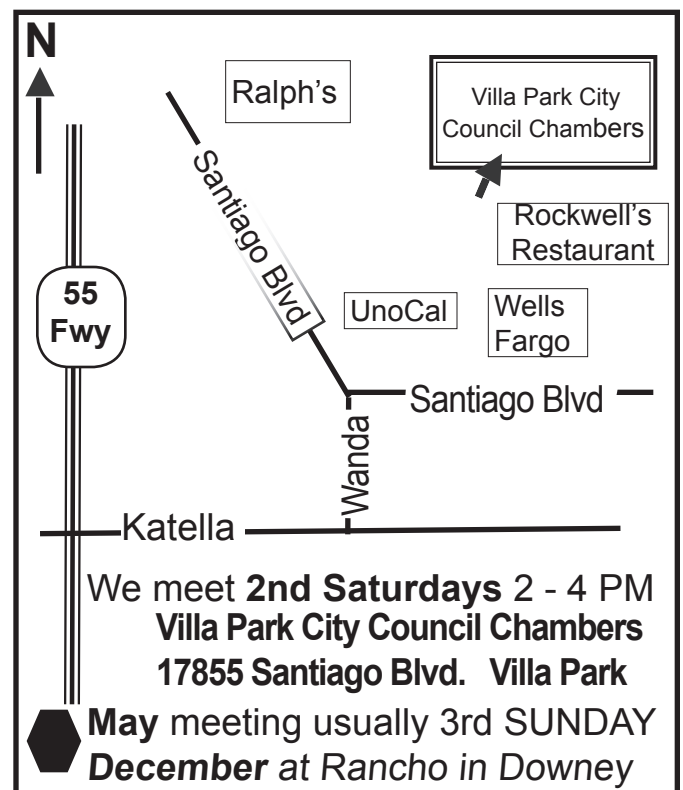 N
Ralph's
Villa Park City
Council Chambers
Santiago Blvd
Rockwell's
Restaurant
55
Fwy
UnoCal
Wells
Fargo
Santiago Blvd
Wanda
Katella
We meet 2nd Saturdays 2 - 4 PM
Villa Park City Council Chambers
17855 Santiago Blvd. Villa Park
May meeting usually 3rd SUNDAY
December at Rancho in Downey